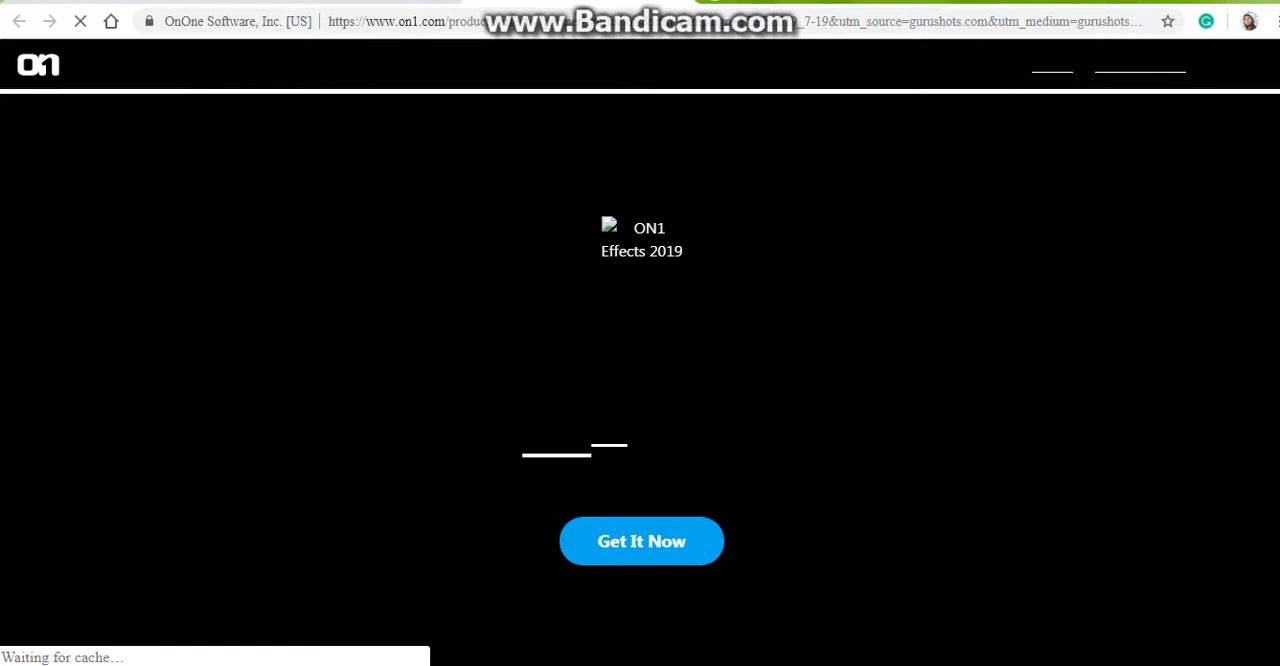 www.Bandicam.com
OnOne Software, Inc. [US] https://www.on1.com/produc _7-19&utm_source=gurushots.com&utm_medium=gurushots…
on1
ON1
Effects 2019
Get It Now
Waiting for cache…